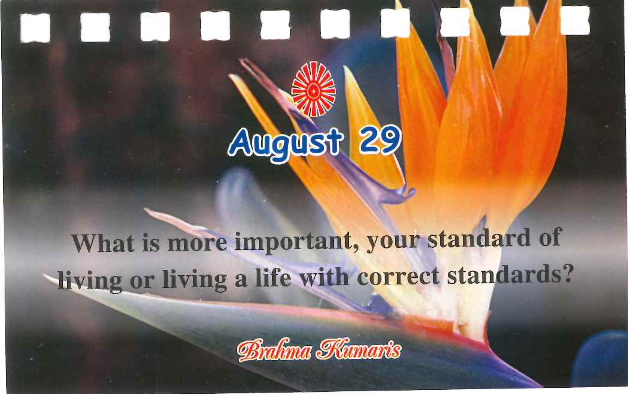 August 29
What is more important, your standard of
living or living a life with correct standards?
Brahma Kumaris